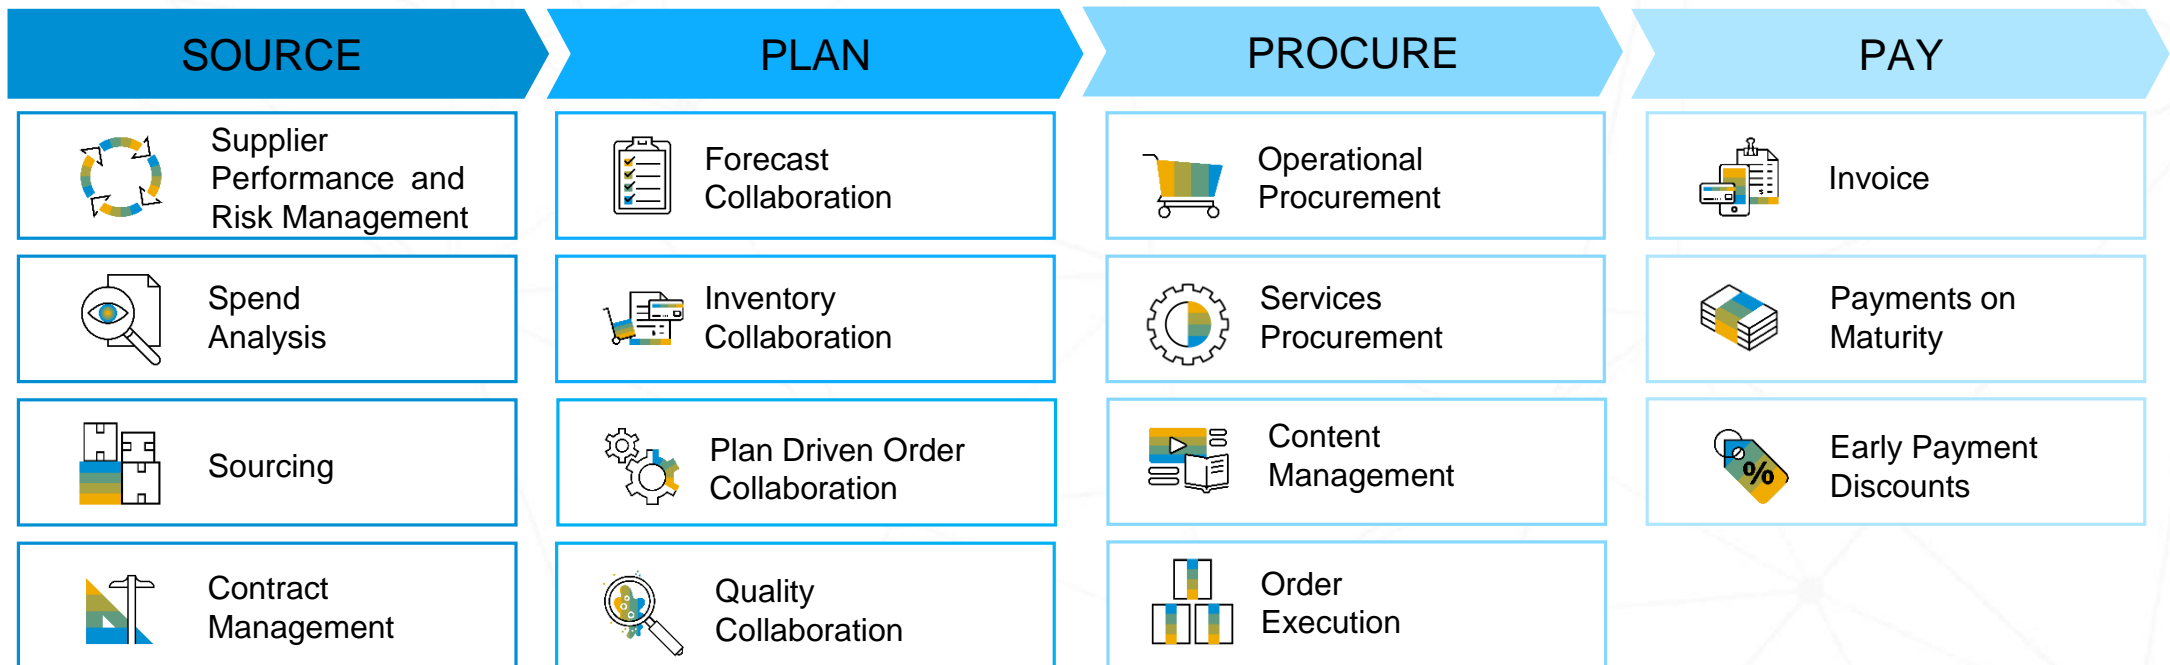 SOURCE
Supplier
Performance and
Risk Management
Spend
Analysis
Sourcing
Contract
Management
PLAN
Forecast
Collaboration
Inventory
Collaboration
Plan Driven Order
Collaboration
Quality
Collaboration
PROCURE
Operational
Procurement
Services
Procurement
Content
Management
Order
Execution
PAY
Invoice
Payments on
Maturity
%
Early Payment
Discounts